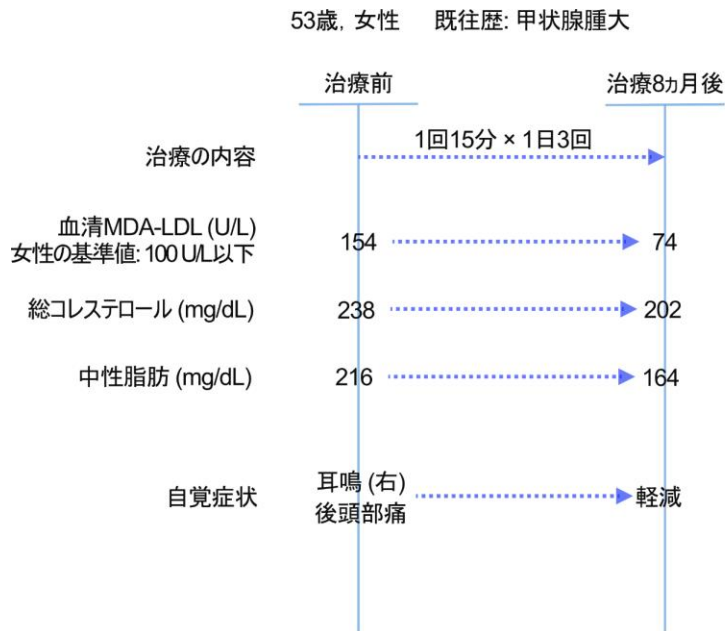 53歳, 女性　既往歴: 甲状腺腫大
治療前　治療8ヵ月後
治療の内容　1回15分 × 1日3回
血清MDA-LDL (U/L)
女性の基準値: 100 U/L以下
154　74
総コレステロール (mg/dL)　238　202
中性脂肪 (mg/dL)　216　164
自覚症状　耳鳴 (右)　軽減
後頭部痛